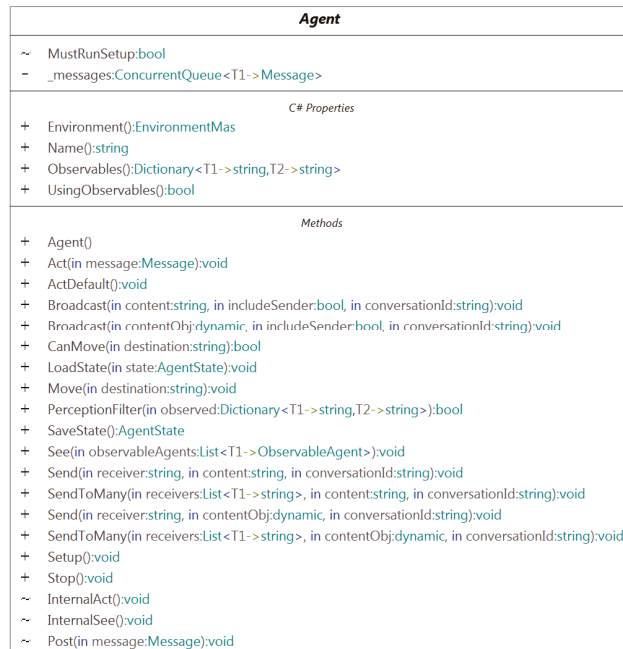 Agent
~ MustRunSetup:bool
- _messages:ConcurrentQueue<T1->Message>
C# Properties
+ Environment():EnvironmentMas
+ Name():string
+ Observables():Dictionary<T1->string,T2->string>
+ UsingObservables():bool
Methods
+ Agent()
+ Act(in message:Message):void
+ ActDefault():void
+ Broadcast(in content:string, in includeSender:bool, in conversationId:string):void
+ Broadcast(in contentObj:dynamic, in includeSender:bool, in conversationId:string):void
+ CanMove(in destination:string):bool
+ LoadState(in state:AgentState):void
+ Move(in destination:string):void
+ PerceptionFilter(in observed:Dictionary<T1->string,T2->string>):bool
+ SaveState():AgentState
+ See(in observableAgents:List<T1->ObservableAgent>):void
+ Send(in receiver:string, in content:string, in conversationId:string):void
+ SendToMany(in receivers:List<T1->string>, in content:string, in conversationId:string):void
+ Send(in receiver:string, in contentObj:dynamic, in conversationId:string):void
+ SendToMany(in receivers:List<T1->string>, in contentObj:dynamic, in conversationId:string):void
+ Setup():void
+ Stop():void
~ InternalAct():void
~ InternalSee():void
~ Post(in message:Message):void